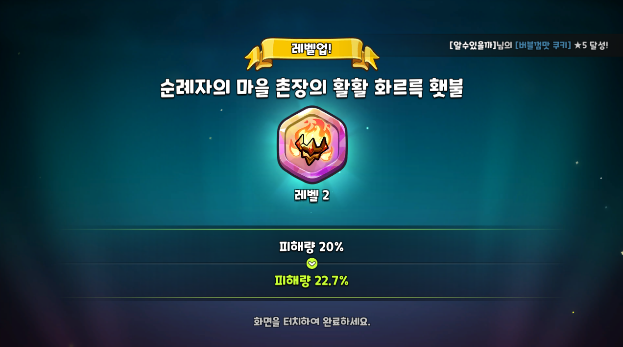 [알수있을까]님의 [버블껌맛 쿠키] ★5 달성!
레벨업!
순례자의 마을 촌장의 활활 화르륵 횃불
레벨 2
피해량 20%
피해량 22.7%
화면을 터치하여 완료하세요.